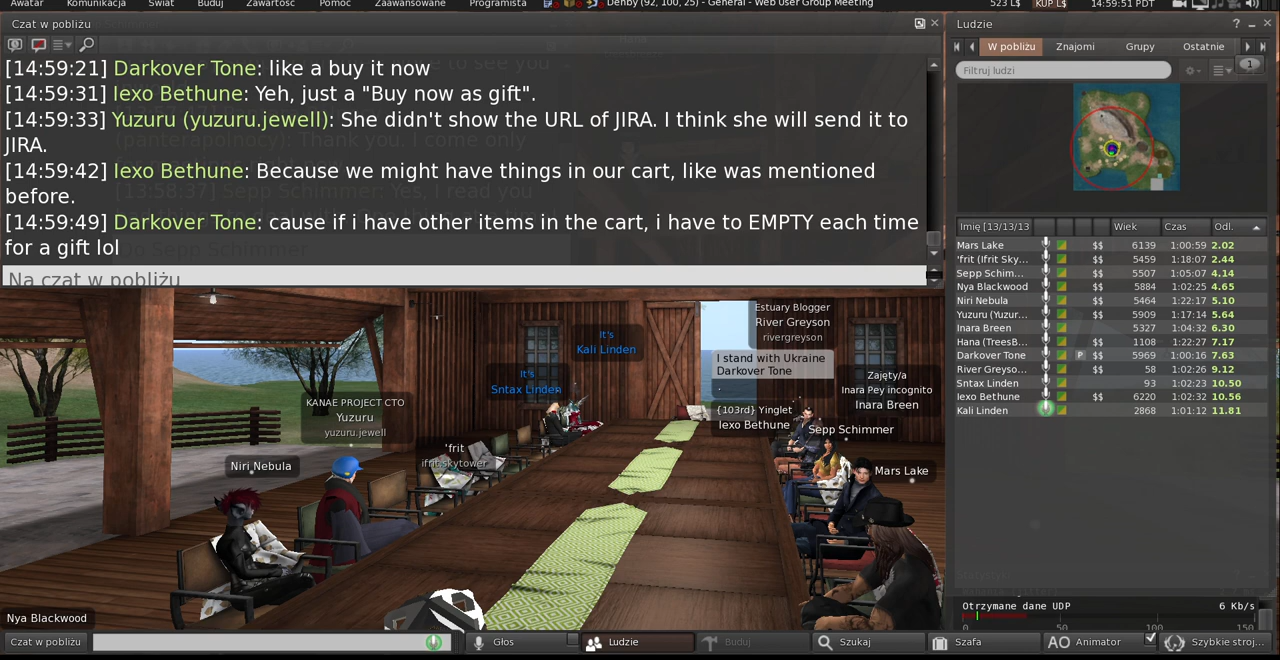 Awatar Komunikacja Świat Buduj Zawartość Pomoc Zaawansowane Programista Denby (92, 100, 25) - General - Web User Group Meeting 523 L$ KUP L$ 14:59:51 PDT
Czat w pobliżu
[14:59:21] Darkover Tone: like a buy it now
[14:59:31] Iexo Bethune: Yeh, just a "Buy now as gift".
[14:59:33] Yuzuru (yuzuru.jewell): She didn't show the URL of JIRA. I think she will send it to
JIRA.
[14:59:42] Iexo Bethune: Because we might have things in our cart, like was mentioned
before.
[14:59:49] Darkover Tone: cause if i have other items in the cart, i have to EMPTY each time
for a gift lol
Na czat w pobliżu
Estuary Blogger
River Greyson
rivergreyson
It's
Kali Linden
I stand with Ukraine
Darkover Tone
It's
Sntax Linden
Zajęty/a
Inara Pey incognito
Inara Breen
KANAE PROJECT CTO
Yuzuru
yuzuru.jewell
{103rd} Yinglet
Iexo Bethune
Sepp Schimmer
'frit
ifrit.skytower
Niri Nebula
Mars Lake
Nya Blackwood
Ludzie
? _ ×
W pobliżu Znajomi Grupy Ostatnie
Filtruj ludzi
1
Imię [13/13/13 Wiek Czas Odl.
Mars Lake $$ 6139 1:00:59 2.02
'frit (Ifrit Sky... $$ 5459 1:18:07 2.44
Sepp Schim... $$ 5507 1:05:07 4.14
Nya Blackwood $$ 5884 1:02:25 4.65
Niri Nebula $$ 5464 1:22:17 5.10
Yuzuru (Yuzur... $$ 5909 1:17:14 5.64
Inara Breen 5327 1:04:32 6.30
Hana (TreesB... $$ 1108 1:22:27 7.17
Darkover Tone P $$ 5969 1:00:16 7.63
River Greyso... $$ 58 1:02:26 9.12
Sntax Linden 93 1:02:23 10.50
Iexo Bethune $$ 6220 1:02:32 10.56
Kali Linden 2868 1:01:12 11.81
Otrzymane dane UDP 6 Kb/s
0 50 100 150
Czat w pobliżu Głos Ludzie Buduj Szukaj Szafa AO Animator Szybkie stroj...